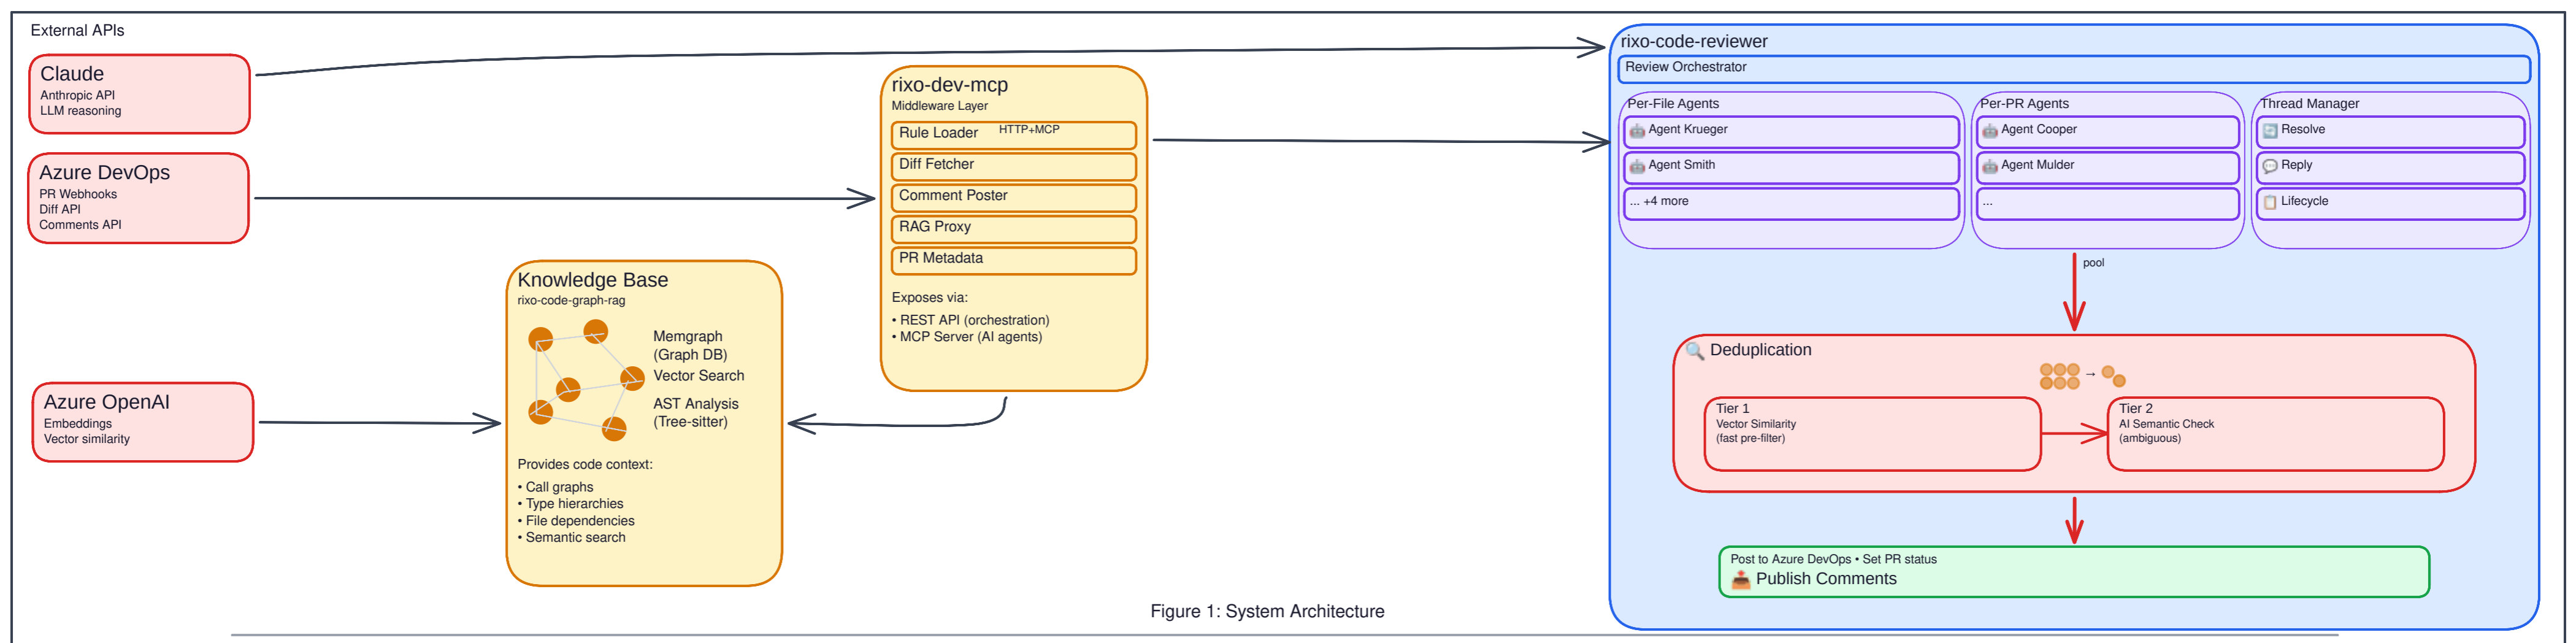 External APIs
Claude
Anthropic API
LLM reasoning
Azure DevOps
PR Webhooks
Diff API
Comments API
Azure OpenAI
Embeddings
Vector similarity
Knowledge Base
rixo-code-graph-rag
Memgraph
(Graph DB)
Vector Search
AST Analysis
(Tree-sitter)
Provides code context:
• Call graphs
• Type hierarchies
• File dependencies
• Semantic search
rixo-dev-mcp
Middleware Layer
Rule Loader
HTTP+MCP
Diff Fetcher
Comment Poster
RAG Proxy
PR Metadata
Exposes via:
• REST API (orchestration)
• MCP Server (AI agents)
rixo-code-reviewer
Review Orchestrator
Per-File Agents
🤖 Agent Krueger
🤖 Agent Smith
... +4 more
Per-PR Agents
🤖 Agent Cooper
🤖 Agent Mulder
...
Thread Manager
🔄 Resolve
💬 Reply
📋 Lifecycle
pool
🔍 Deduplication
→
Tier 1
Vector Similarity
(fast pre-filter)
Tier 2
AI Semantic Check
(ambiguous)
Post to Azure DevOps • Set PR status
📤 Publish Comments
Figure 1: System Architecture